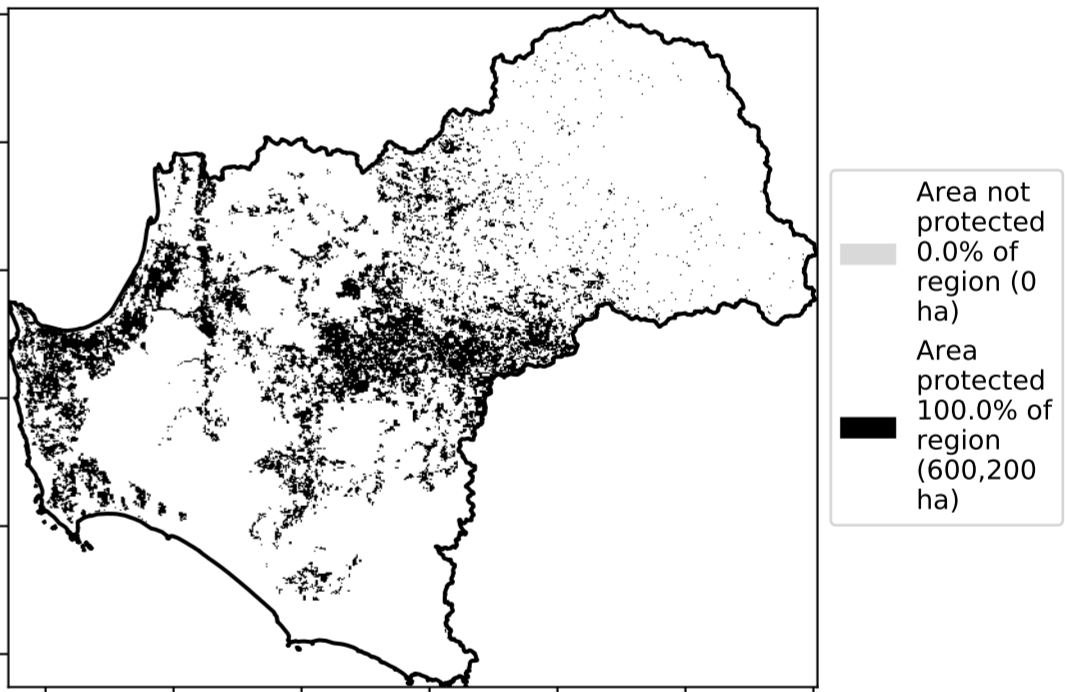 Area not
protected
0.0% of
region (0
ha)
Area
protected
100.0% of
region
(600,200
ha)